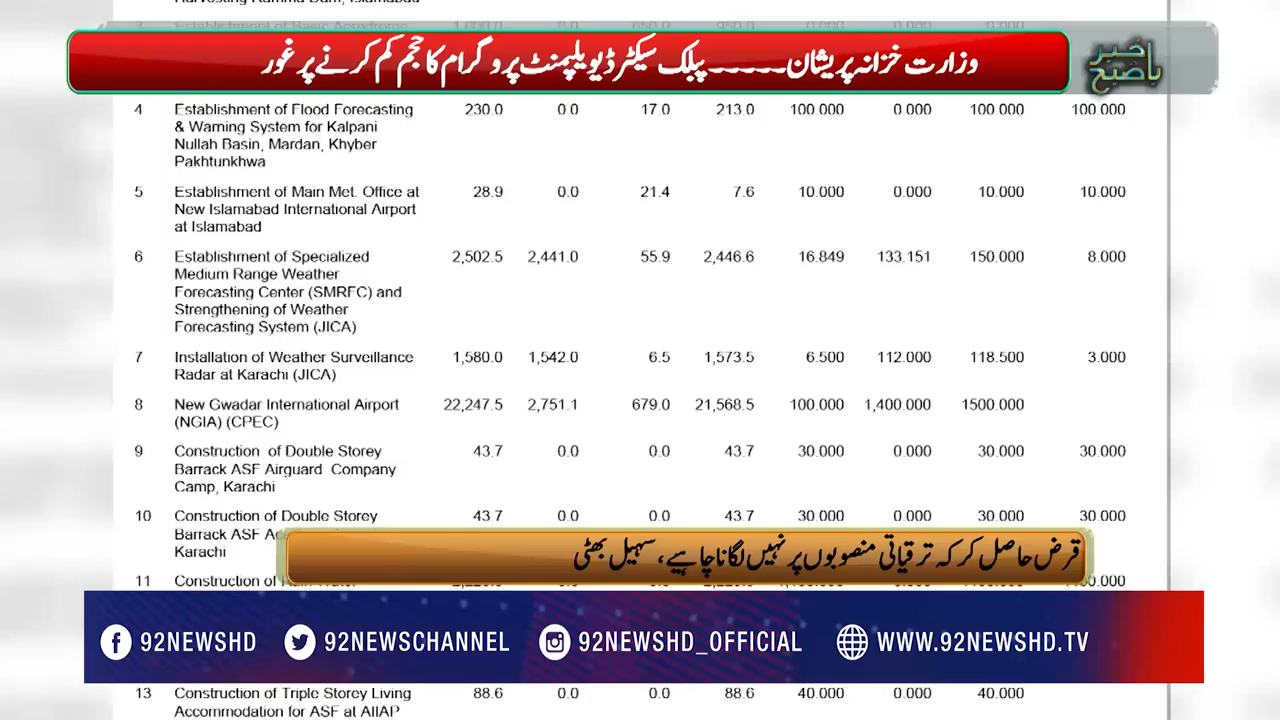 Harvesting Kamma Dam, Islamabad
وزارت خزانہ پریشان۔۔۔۔۔ پبلک سیکٹر ڈیویلپمنٹ پروگرام کا حجم کم کرنے پر غور
باخبر صبح
4 Establishment of Flood Forecasting 230.0 0.0 17.0 213.0 100.000 0.000 100.000 100.000
& Warning System for Kalpani
Nullah Basin, Mardan, Khyber
Pakhtunkhwa
5 Establishment of Main Met. Office at 28.9 0.0 21.4 7.6 10.000 0.000 10.000 10.000
New Islamabad International Airport
at Islamabad
6 Establishment of Specialized 2,502.5 2,441.0 55.9 2,446.6 16.849 133.151 150.000 8.000
Medium Range Weather
Forecasting Center (SMRFC) and
Strengthening of Weather
Forecasting System (JICA)
7 Installation of Weather Surveillance 1,580.0 1,542.0 6.5 1,573.5 6.500 112.000 118.500 3.000
Radar at Karachi (JICA)
8 New Gwadar International Airport 22,247.5 2,751.1 679.0 21,568.5 100.000 1,400.000 1500.000
(NGIA) (CPEC)
9 Construction of Double Storey 43.7 0.0 0.0 43.7 30.000 0.000 30.000 30.000
Barrack ASF Airguard Company
Camp, Karachi
10 Construction of Double Storey 43.7 0.0 0.0 43.7 30.000 0.000 30.000 30.000
Barrack ASF
Karachi
قرض حاصل کرکہ ترقیاتی منصوبوں پر نہیں لگانا چاہیے، سہیل بھٹی
11 Construction of
92NEWSHD 92NEWSCHANNEL 92NEWSHD_OFFICIAL WWW.92NEWSHD.TV
13 Construction of Triple Storey Living 88.6 0.0 0.0 88.6 40.000 0.000 40.000
Accommodation for ASF at AIIAP